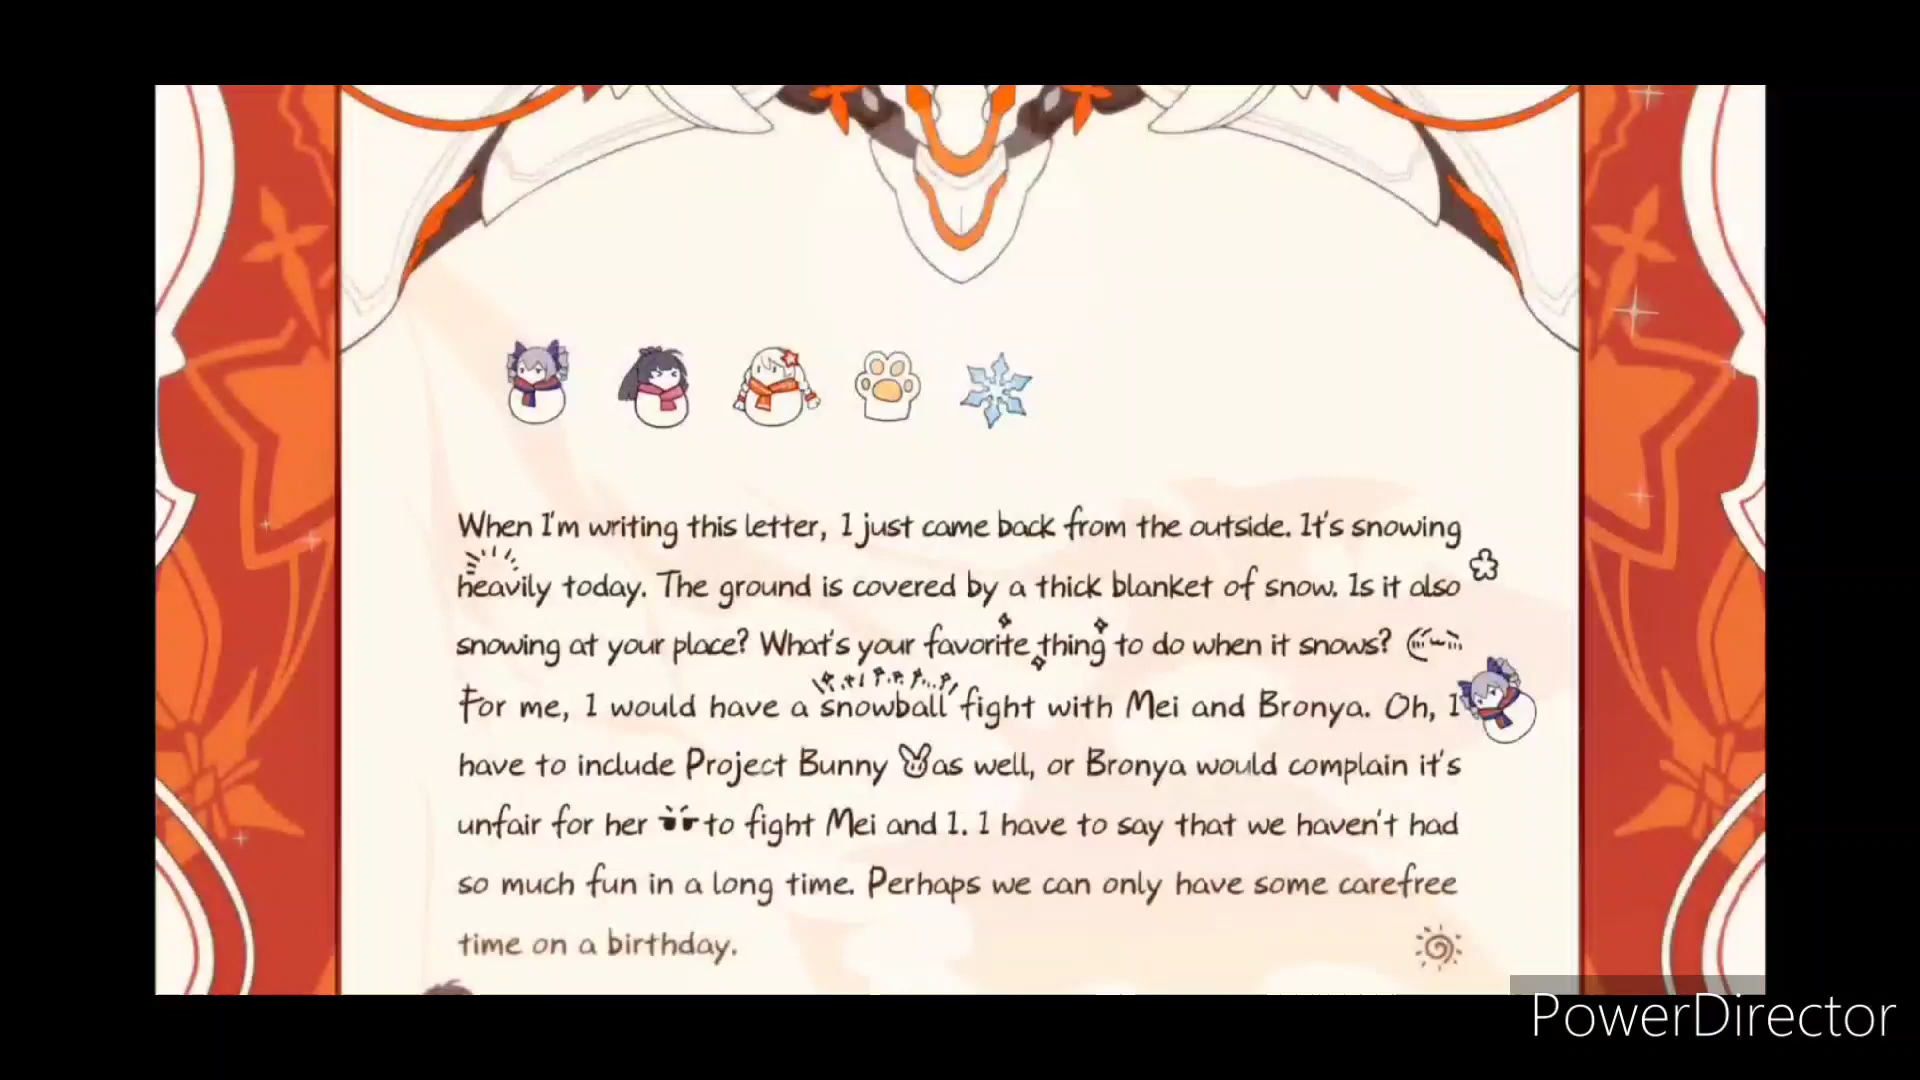 When I'm writing this letter, I just came back from the outside. It's snowing
heavily today. The ground is covered by a thick blanket of snow. Is it also
snowing at your place? What's your favorite thing to do when it snows?
For me, I would have a snowball fight with Mei and Bronya. Oh, I
have to include Project Bunny as well, or Bronya would complain it's
unfair for her to fight Mei and I. I have to say that we haven't had
so much fun in a long time. Perhaps we can only have some carefree
time on a birthday.
PowerDirector